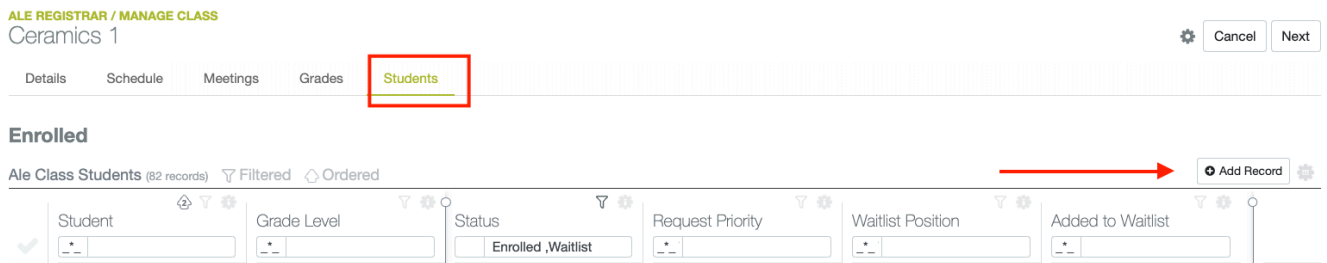 ALE REGISTRAR / MANAGE CLASS
Ceramics 1
Cancel Next
Details Schedule Meetings Grades Students
Enrolled
Ale Class Students (82 records) Filtered Ordered
Add Record
2
Student Grade Level Status Request Priority Waitlist Position Added to Waitlist
_*_ _*_ Enrolled ,Waitlist _*_ _*_ _*_